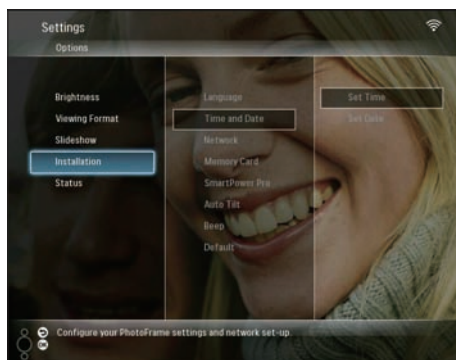 Settings
Options
Brightness
Viewing Format
Slideshow
Installation
Status
Language
Time and Date
Network
Memory Card
SmartPower Pro
Auto Tilt
Beep
Default
Set Time
Set Date
Configure your PhotoFrame settings and network set-up.
OK